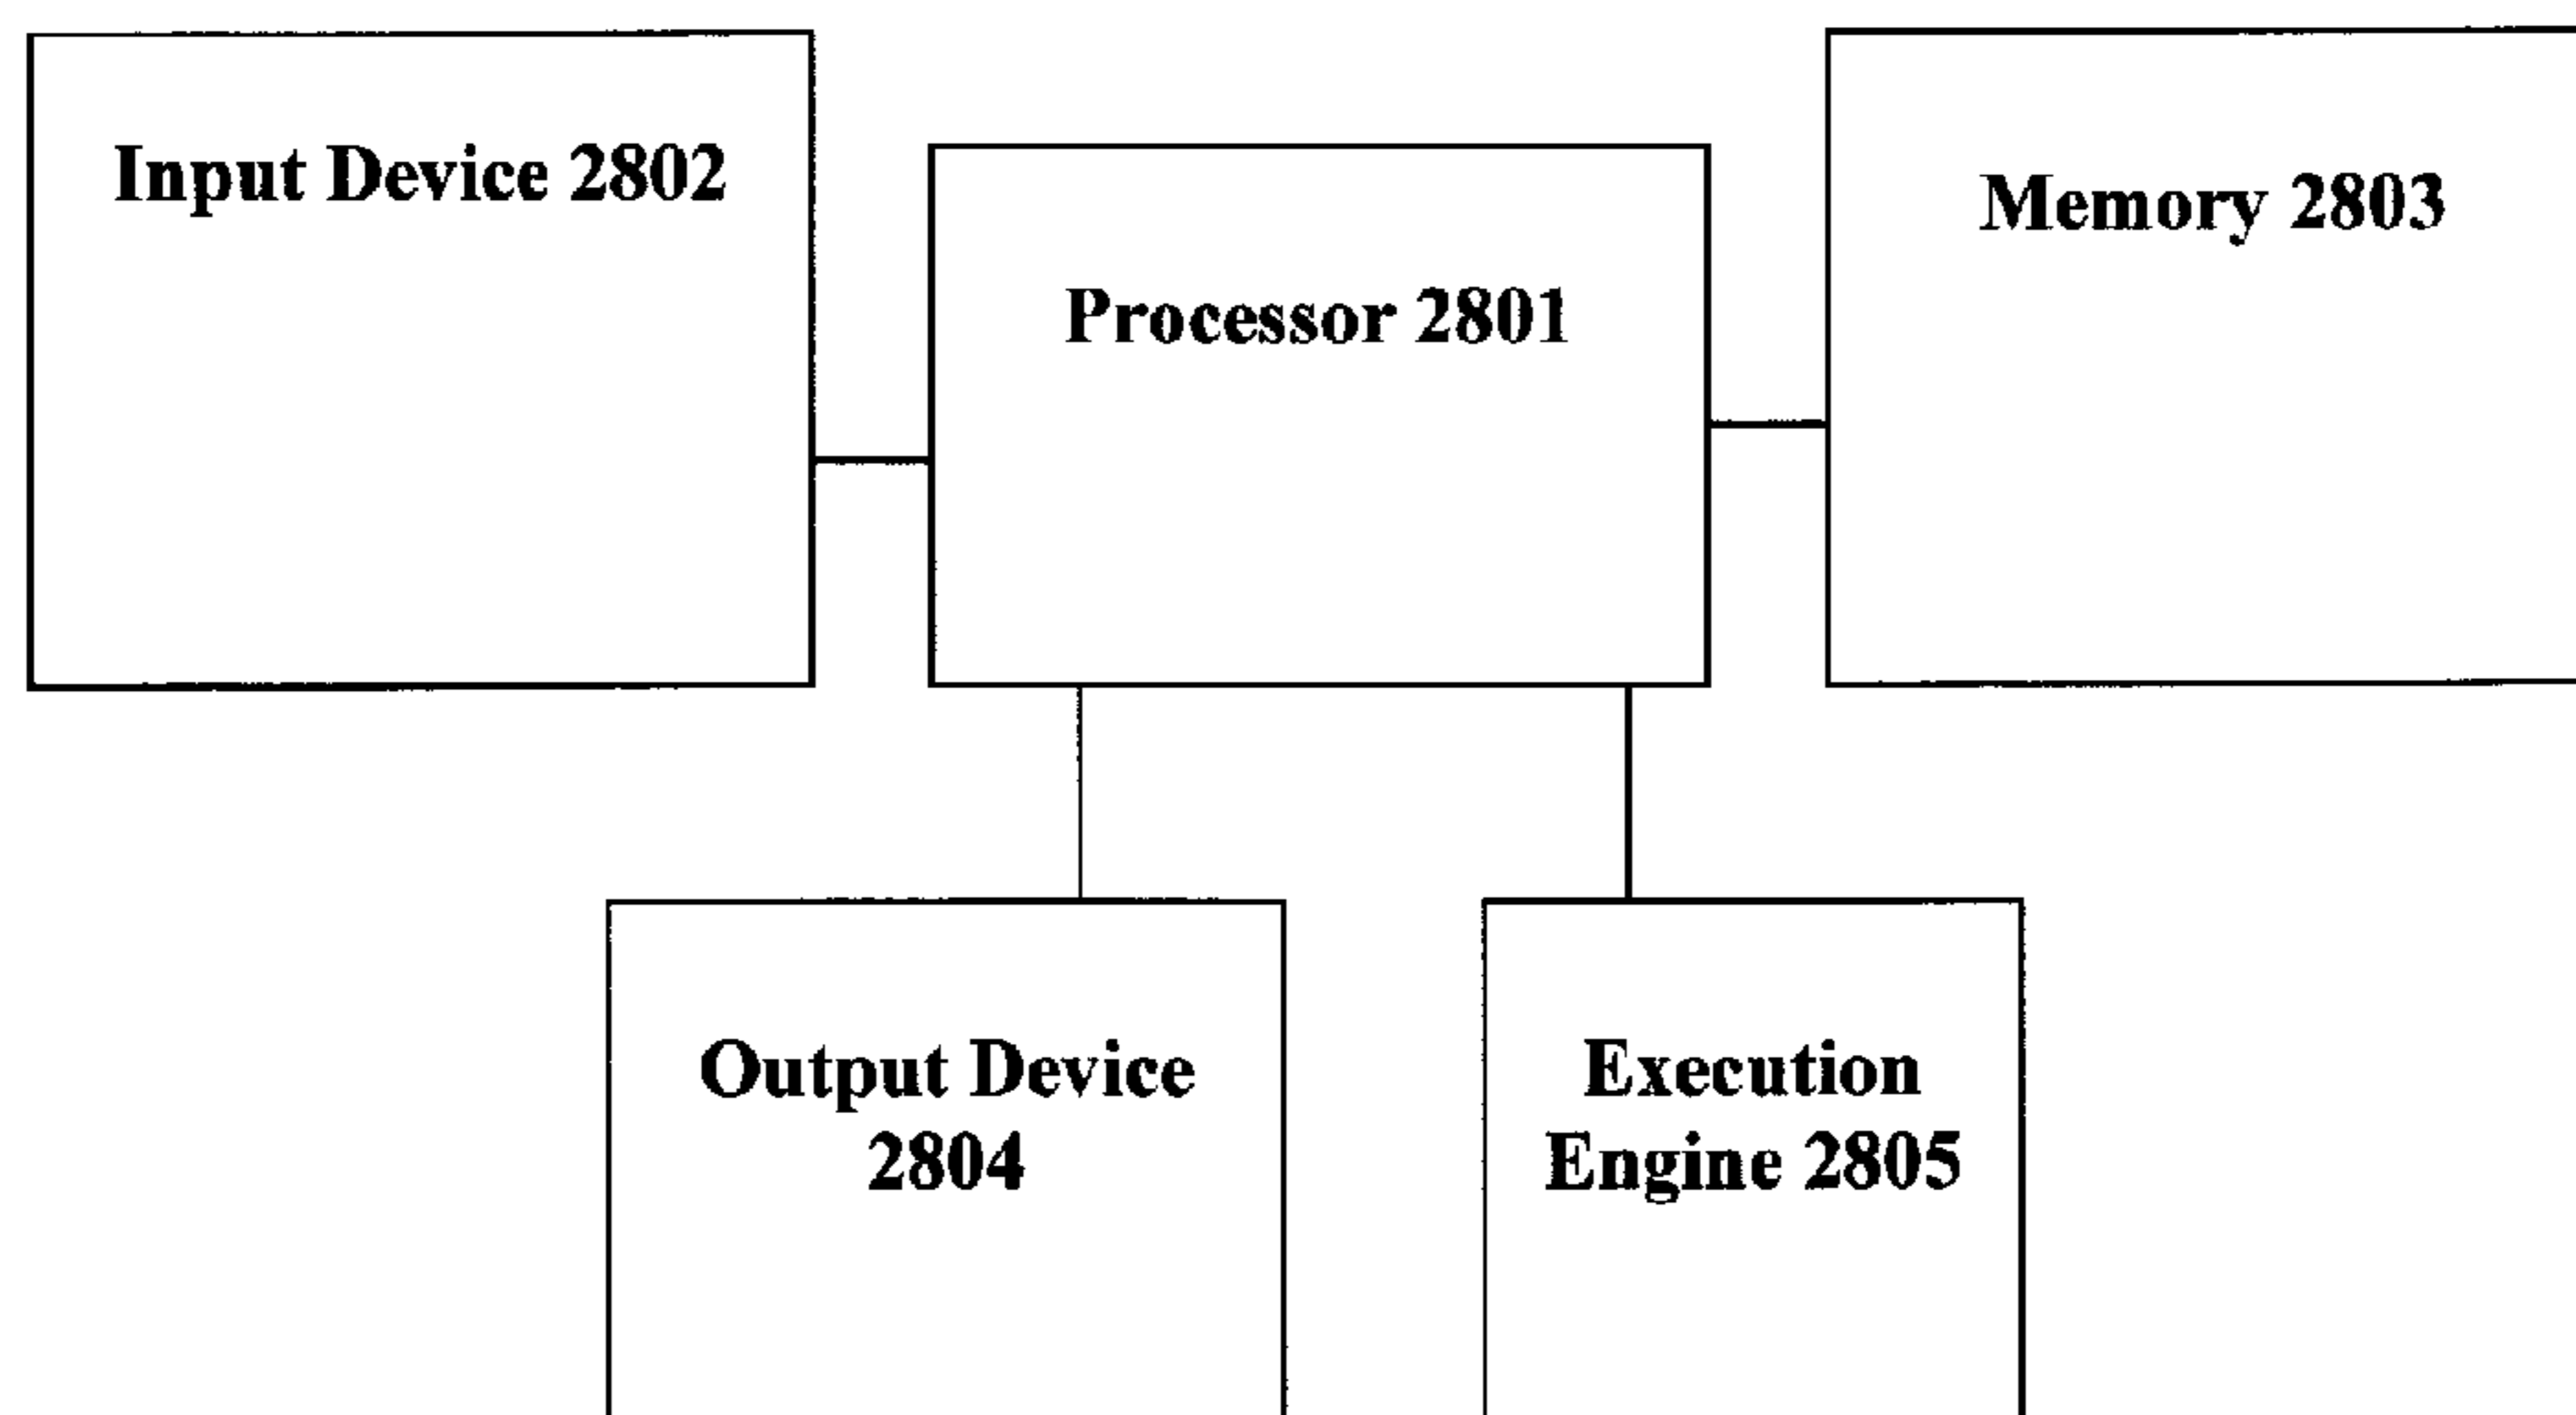 Input Device 2802
Processor 2801
Memory 2803
Output Device
2804
Execution
Engine 2805